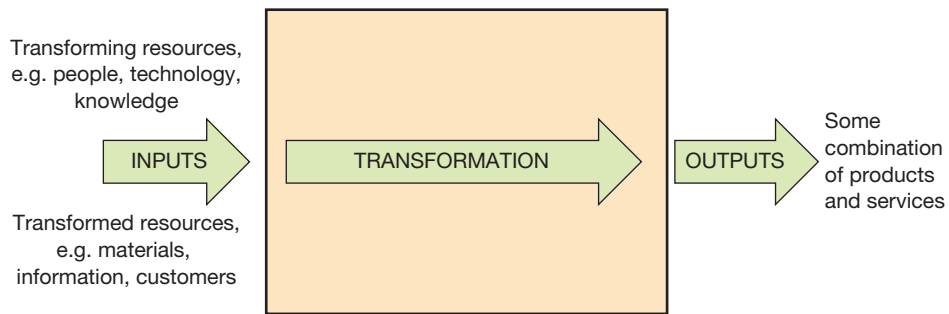 Transforming resources,
e.g. people, technology,
knowledge
INPUTS
Transformed resources,
e.g. materials,
information, customers
TRANSFORMATION
OUTPUTS
Some
combination
of products
and services